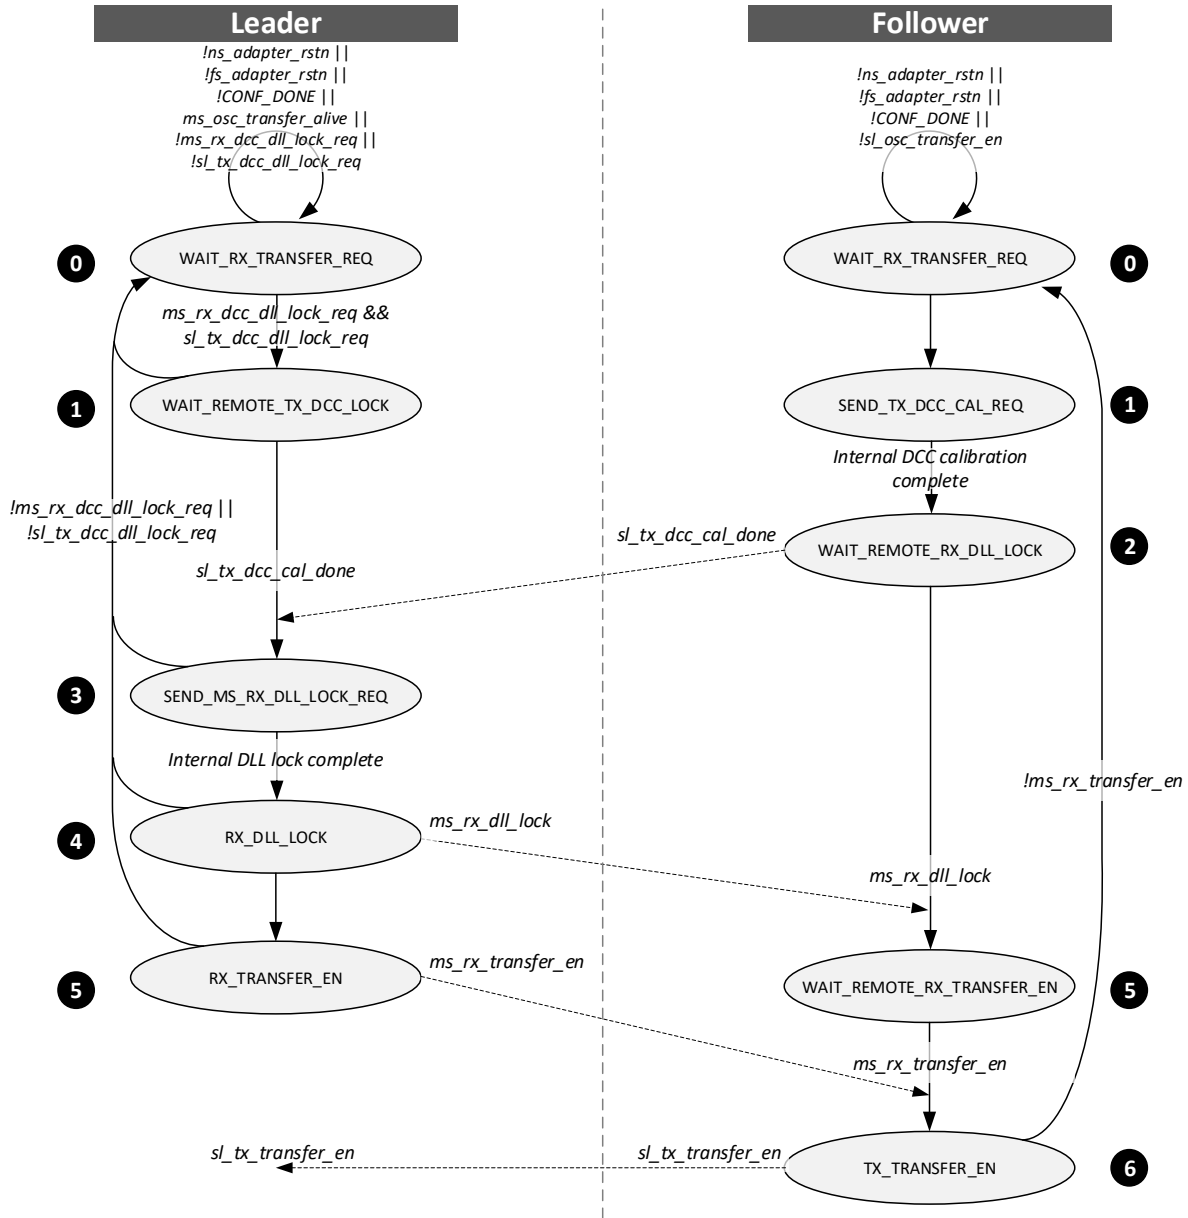 Leader
!ns_adapter_rstn ||
!fs_adapter_rstn ||
!CONF_DONE ||
ms_osc_transfer_alive ||
!ms_rx_dcc_dll_lock_req ||
!sl_tx_dcc_dll_lock_req
0
WAIT_RX_TRANSFER_REQ
ms_rx_dcc_dll_lock_req &&
sl_tx_dcc_dll_lock_req
1
WAIT_REMOTE_TX_DCC_LOCK
!ms_rx_dcc_dll_lock_req ||
!sl_tx_dcc_dll_lock_req
sl_tx_dcc_cal_done
3
SEND_MS_RX_DLL_LOCK_REQ
Internal DLL lock complete
4
RX_DLL_LOCK
ms_rx_dll_lock
5
RX_TRANSFER_EN
ms_rx_transfer_en
sl_tx_transfer_en
Follower
!ns_adapter_rstn ||
!fs_adapter_rstn ||
!CONF_DONE ||
!sl_osc_transfer_en
WAIT_RX_TRANSFER_REQ
0
SEND_TX_DCC_CAL_REQ
1
Internal DCC calibration
complete
sl_tx_dcc_cal_done
WAIT_REMOTE_RX_DLL_LOCK
2
!ms_rx_transfer_en
ms_rx_dll_lock
WAIT_REMOTE_RX_TRANSFER_EN
5
ms_rx_transfer_en
sl_tx_transfer_en
TX_TRANSFER_EN
6